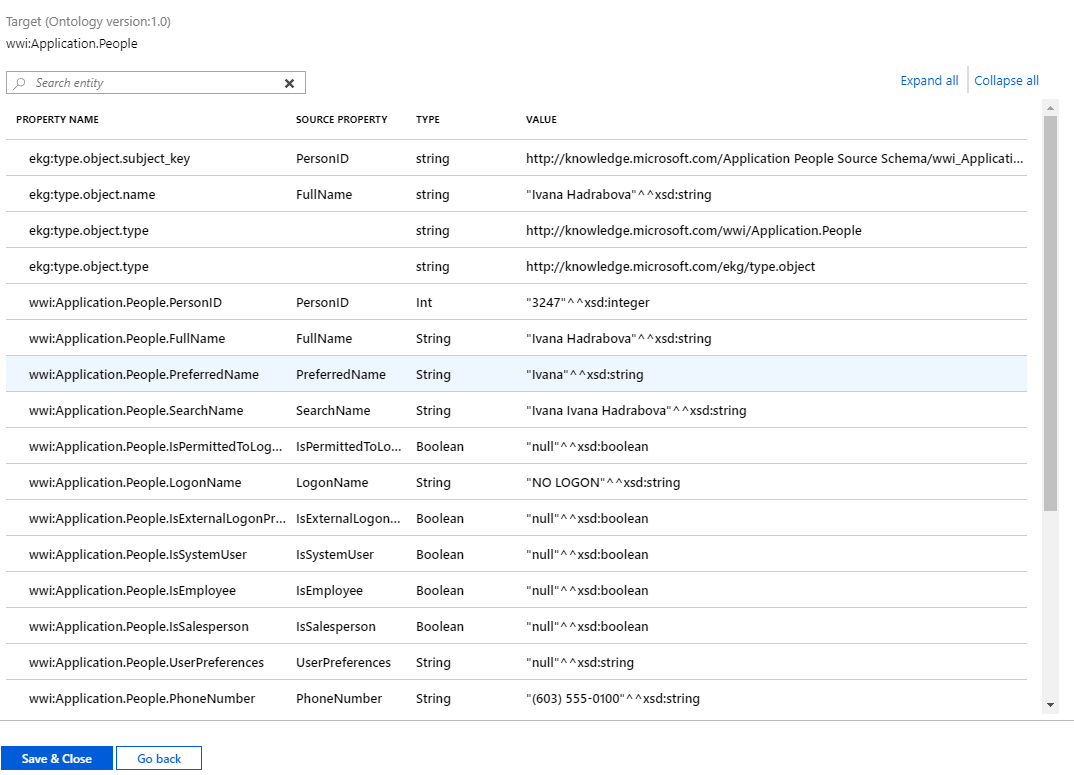 Target (Ontology version:1.0)
wwi:Application.People
Search entity
Expand all Collapse all
PROPERTY NAME SOURCE PROPERTY TYPE VALUE
ekg:type.object.subject_key PersonID string http://knowledge.microsoft.com/Application People Source Schema/wwi_Applicati...
ekg:type.object.name FullName string "Ivana Hadrabova"^^xsd:string
ekg:type.object.type string http://knowledge.microsoft.com/wwi/Application.People
ekg:type.object.type string http://knowledge.microsoft.com/ekg/type.object
wwi:Application.People.PersonID PersonID Int "3247"^^xsd:integer
wwi:Application.People.FullName FullName String "Ivana Hadrabova"^^xsd:string
wwi:Application.People.PreferredName PreferredName String "Ivana"^^xsd:string
wwi:Application.People.SearchName SearchName String "Ivana Ivana Hadrabova"^^xsd:string
wwi:Application.People.IsPermittedToLog... IsPermittedToLo... Boolean "null"^^xsd:boolean
wwi:Application.People.LogonName LogonName String "NO LOGON"^^xsd:string
wwi:Application.People.IsExternalLogonPr... IsExternalLogon... Boolean "null"^^xsd:boolean
wwi:Application.People.IsSystemUser IsSystemUser Boolean "null"^^xsd:boolean
wwi:Application.People.IsEmployee IsEmployee Boolean "null"^^xsd:boolean
wwi:Application.People.IsSalesperson IsSalesperson Boolean "null"^^xsd:boolean
wwi:Application.People.UserPreferences UserPreferences String "null"^^xsd:string
wwi:Application.People.PhoneNumber PhoneNumber String "(603) 555-0100"^^xsd:string
Save & Close Go back